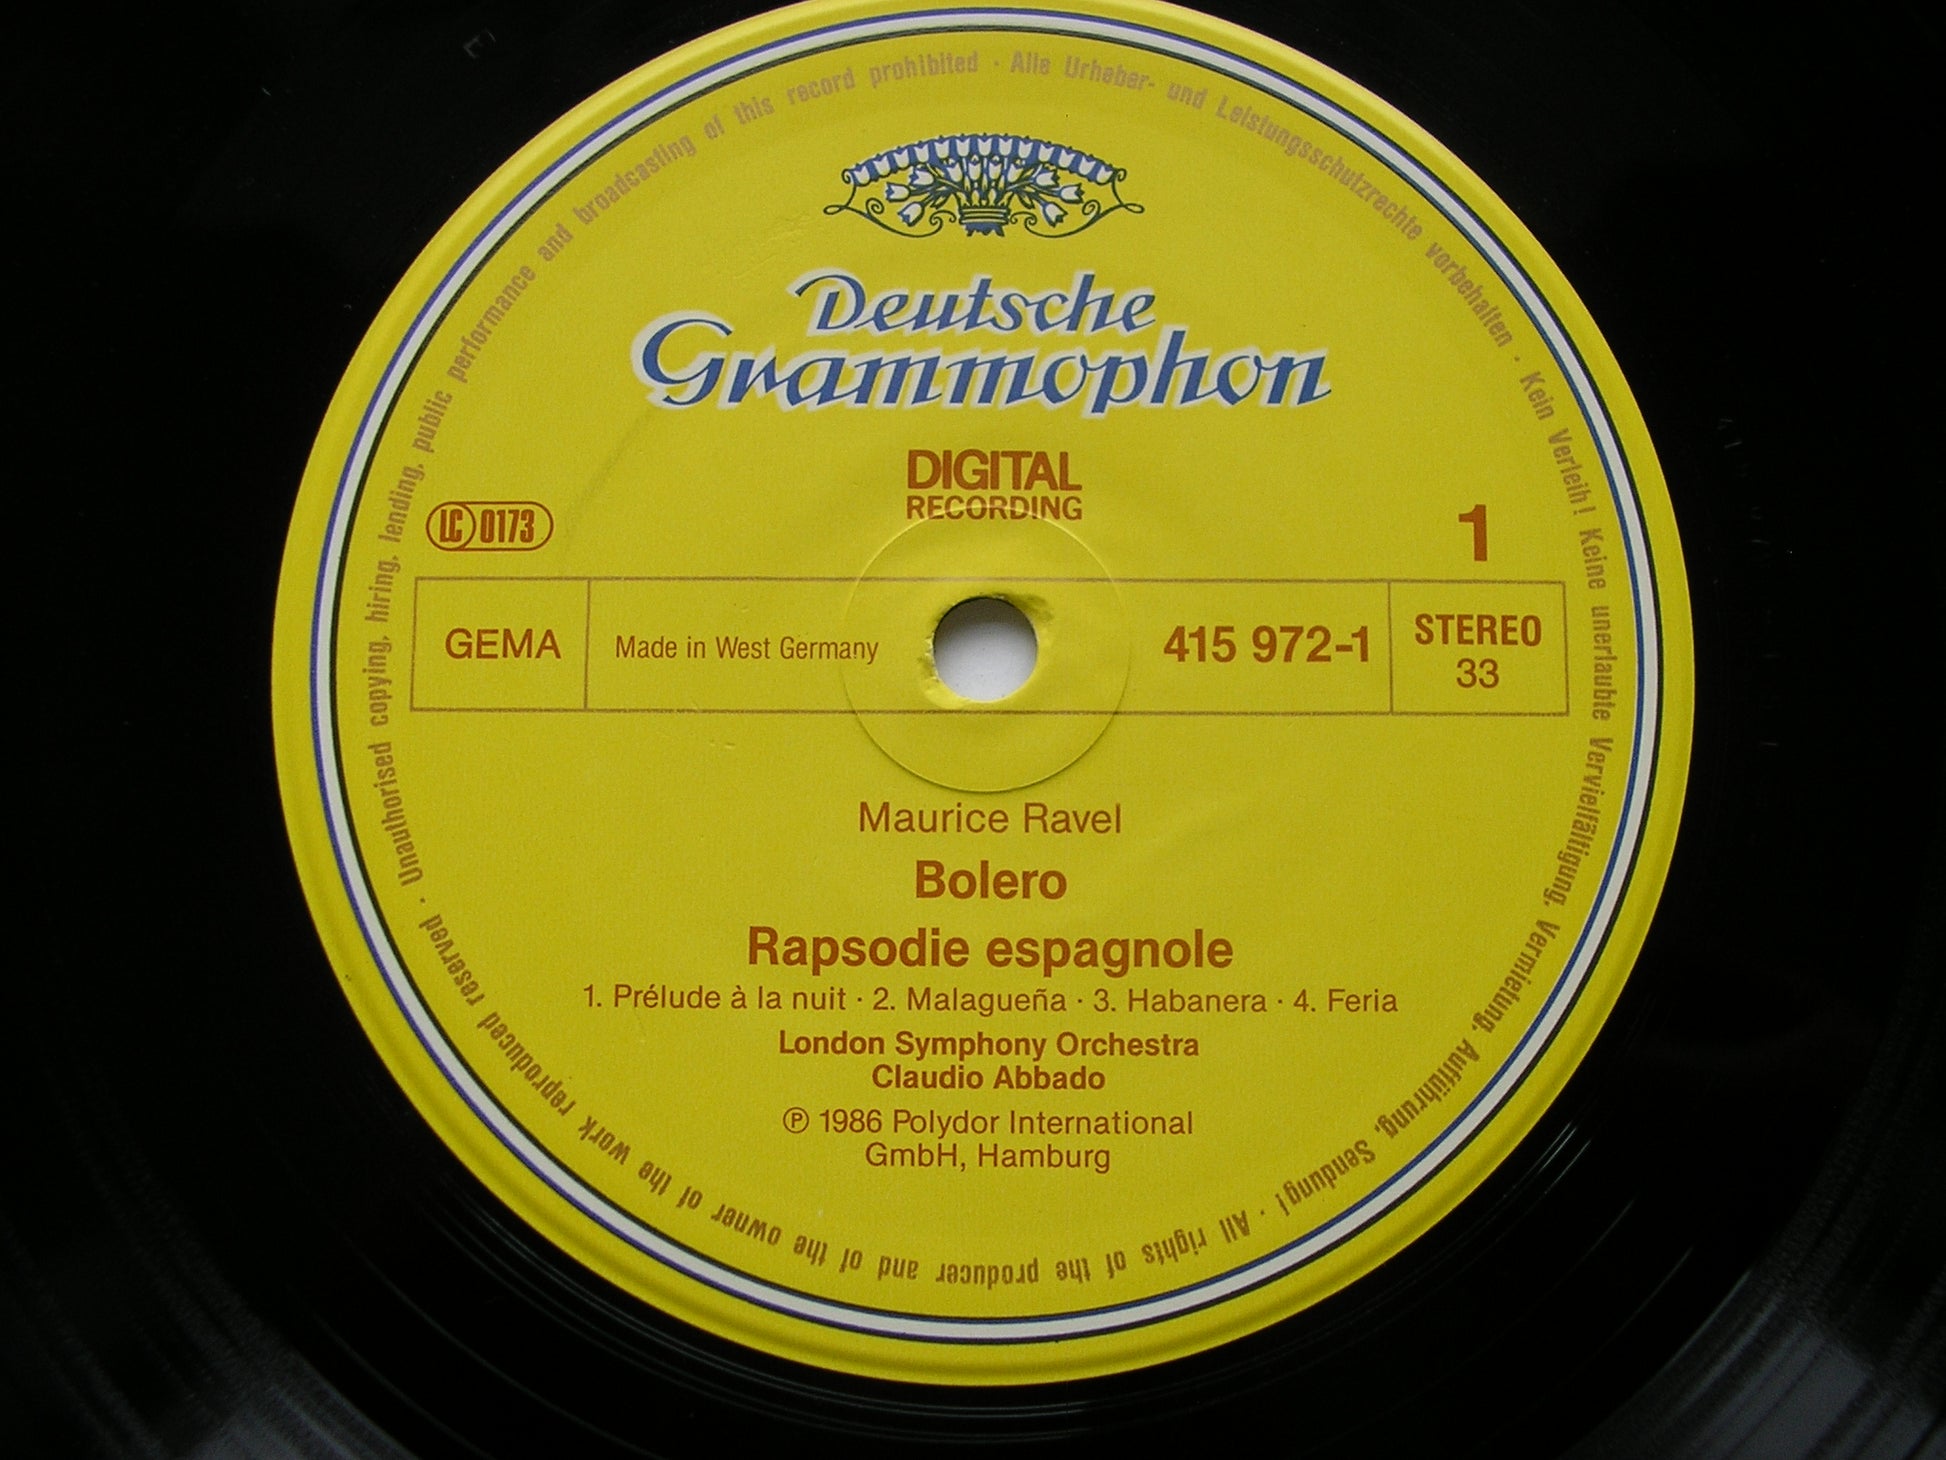 Unauthorised copying, hiring, lending, public performance and broadcasting of this record prohibited · Alle Urheber- und Leistungsschutzrechte vorbehalten · Kein Verleih! Keine unerlaubte Vervielfältigung, Vermietung, Aufführung, Sendung! · All rights of the producer and of the owner of the work reproduced reserved ·
Deutsche
Grammophon
DIGITAL
RECORDING
LC 0173
1
GEMA
Made in West Germany
415 972-1
STEREO
33
Maurice Ravel
Bolero
Rapsodie espagnole
1. Prélude à la nuit · 2. Malagueña · 3. Habanera · 4. Feria
London Symphony Orchestra
Claudio Abbado
℗ 1986 Polydor International
GmbH, Hamburg